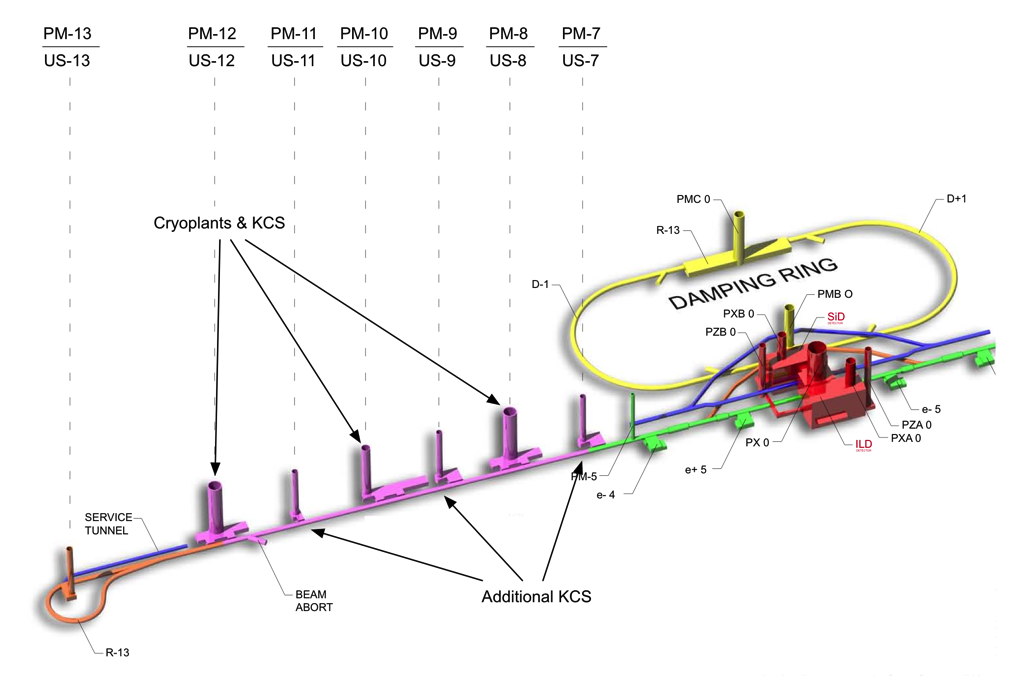 PM-13 PM-12 PM-11 PM-10 PM-9 PM-8 PM-7
US-13 US-12 US-11 US-10 US-9 US-8 US-7
Cryoplants & KCS
PMC 0
D+1
R-13
DAMPING RING
D-1
PMB O
PXB 0
SiD
DETECTOR
PZB 0
e- 5
PZA 0
PX 0
ILD
DETECTOR
PXA 0
e+ 5
PM-5
e- 4
SERVICE
TUNNEL
BEAM
ABORT
Additional KCS
R-13